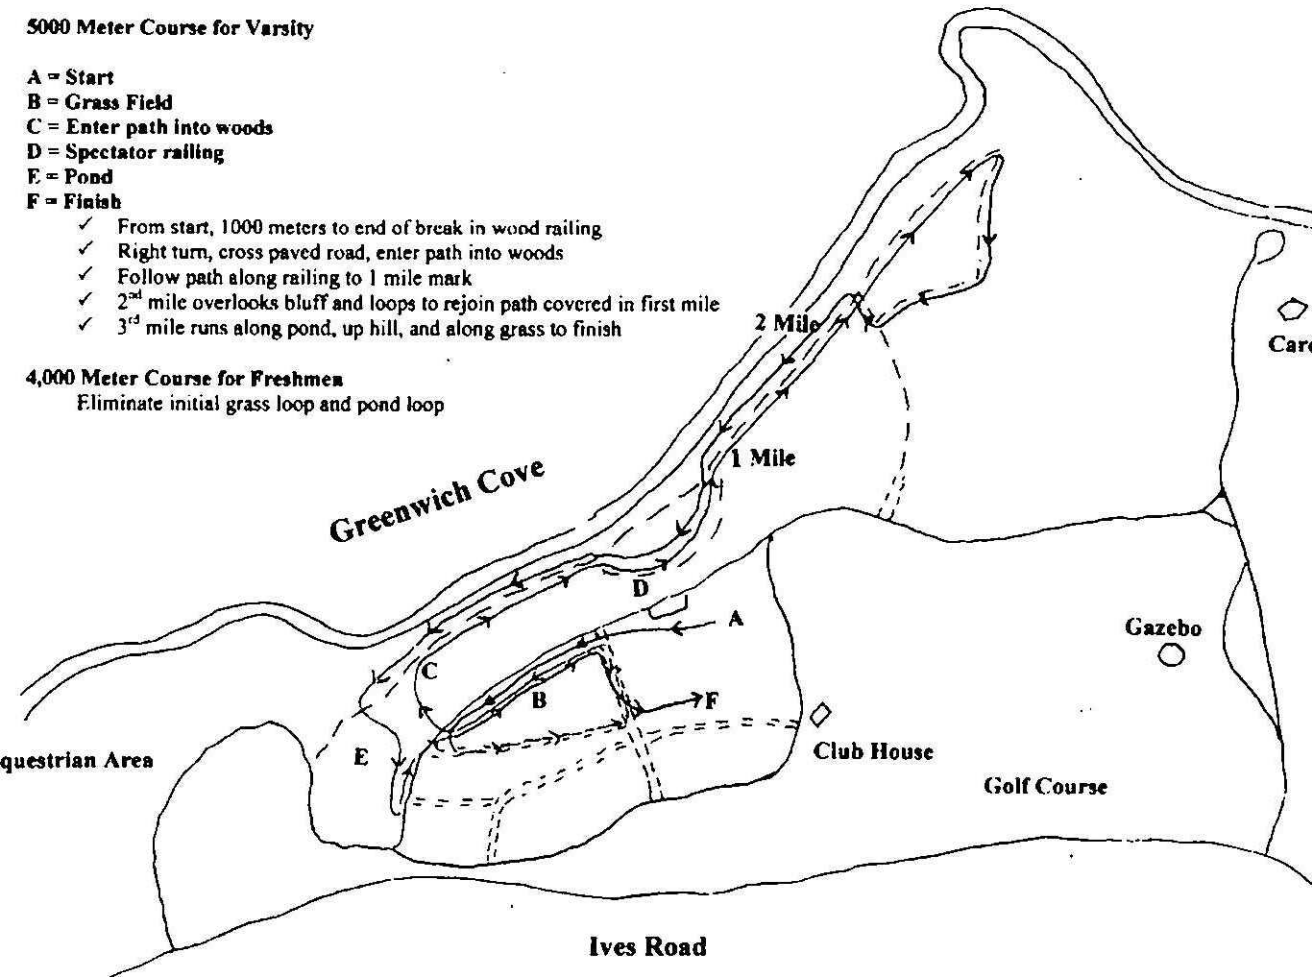 5000 Meter Course for Varsity
A = Start
B = Grass Field
C = Enter path into woods
D = Spectator railing
E = Pond
F = Finish
✓ From start, 1000 meters to end of break in wood railing
✓ Right turn, cross paved road, enter path into woods
✓ Follow path along railing to 1 mile mark
✓ 2nd mile overlooks bluff and loops to rejoin path covered in first mile
✓ 3rd mile runs along pond, up hill, and along grass to finish
4,000 Meter Course for Freshmen
Eliminate initial grass loop and pond loop
2 Mile
Care
1 Mile
Greenwich Cove
D
A
Gazebo
C
B
F
E
questrian Area
Club House
Golf Course
Ives Road